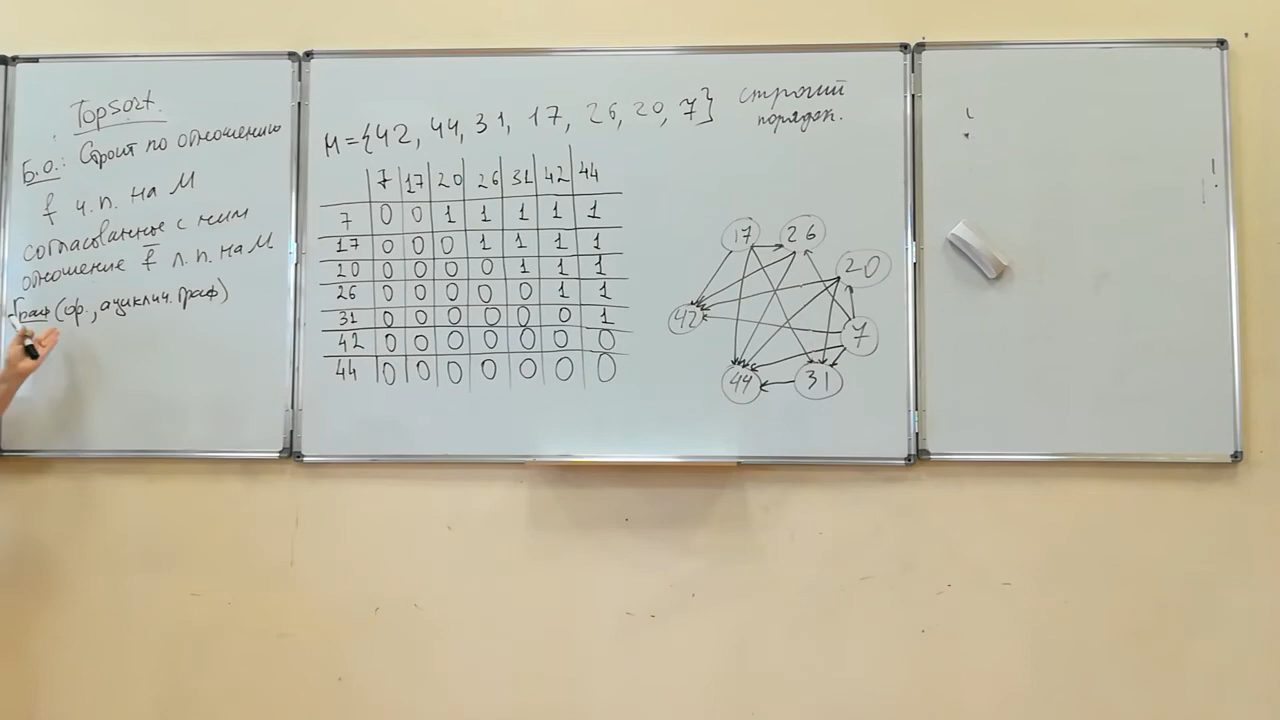 Topsort.
Б.О.: Строит по отношению
f ч.п. на M
согласованное с ним
отношение f̅ л.п. на M.
Граф (ор., ациклич. граф)
M={42, 44, 31, 17, 26, 20, 7}
строгий
порядок.
7 17 20 26 31 42 44
7 0 0 1 1 1 1 1
17 0 0 0 1 1 1 1
20 0 0 0 0 1 1 1
26 0 0 0 0 0 1 1
31 0 0 0 0 0 0 1
42 0 0 0 0 0 0 0
44 0 0 0 0 0 0 0
17 26
20
42
7
44 31